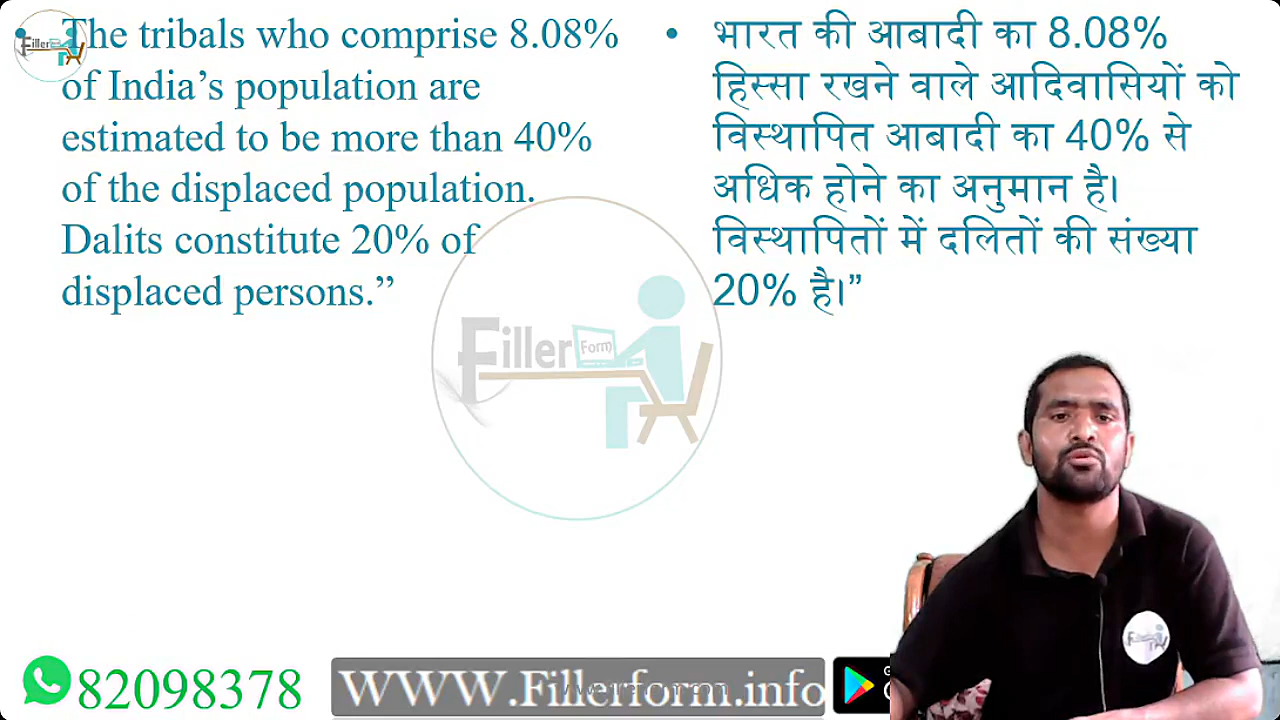 • The tribals who comprise 8.08%
of India’s population are
estimated to be more than 40%
of the displaced population.
Dalits constitute 20% of
displaced persons.”
• भारत की आबादी का 8.08%
हिस्सा रखने वाले आदिवासियों को
विस्थापित आबादी का 40% से
अधिक होने का अनुमान है।
विस्थापितों में दलितों की संख्या
20% है।”
Filler
Filler Form
82098378
WWW.Fillerform.info